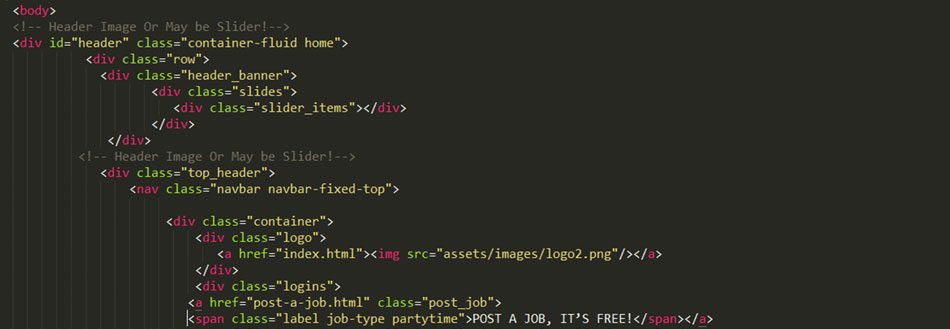 <body>
<!-- Header Image Or May be Slider!-->
<div id="header" class="container-fluid home">
<div class="row">
<div class="header_banner">
<div class="slides">
<div class="slider_items"></div>
</div>
</div>
<!-- Header Image Or May be Slider!-->
<div class="top_header">
<nav class="navbar navbar-fixed-top">
<div class="container">
<div class="logo">
<a href="index.html"><img src="assets/images/logo2.png"/></a>
</div>
<div class="logins">
<a href="post-a-job.html" class="post_job">
<span class="label job-type partytime">POST A JOB, IT’S FREE!</span></a>